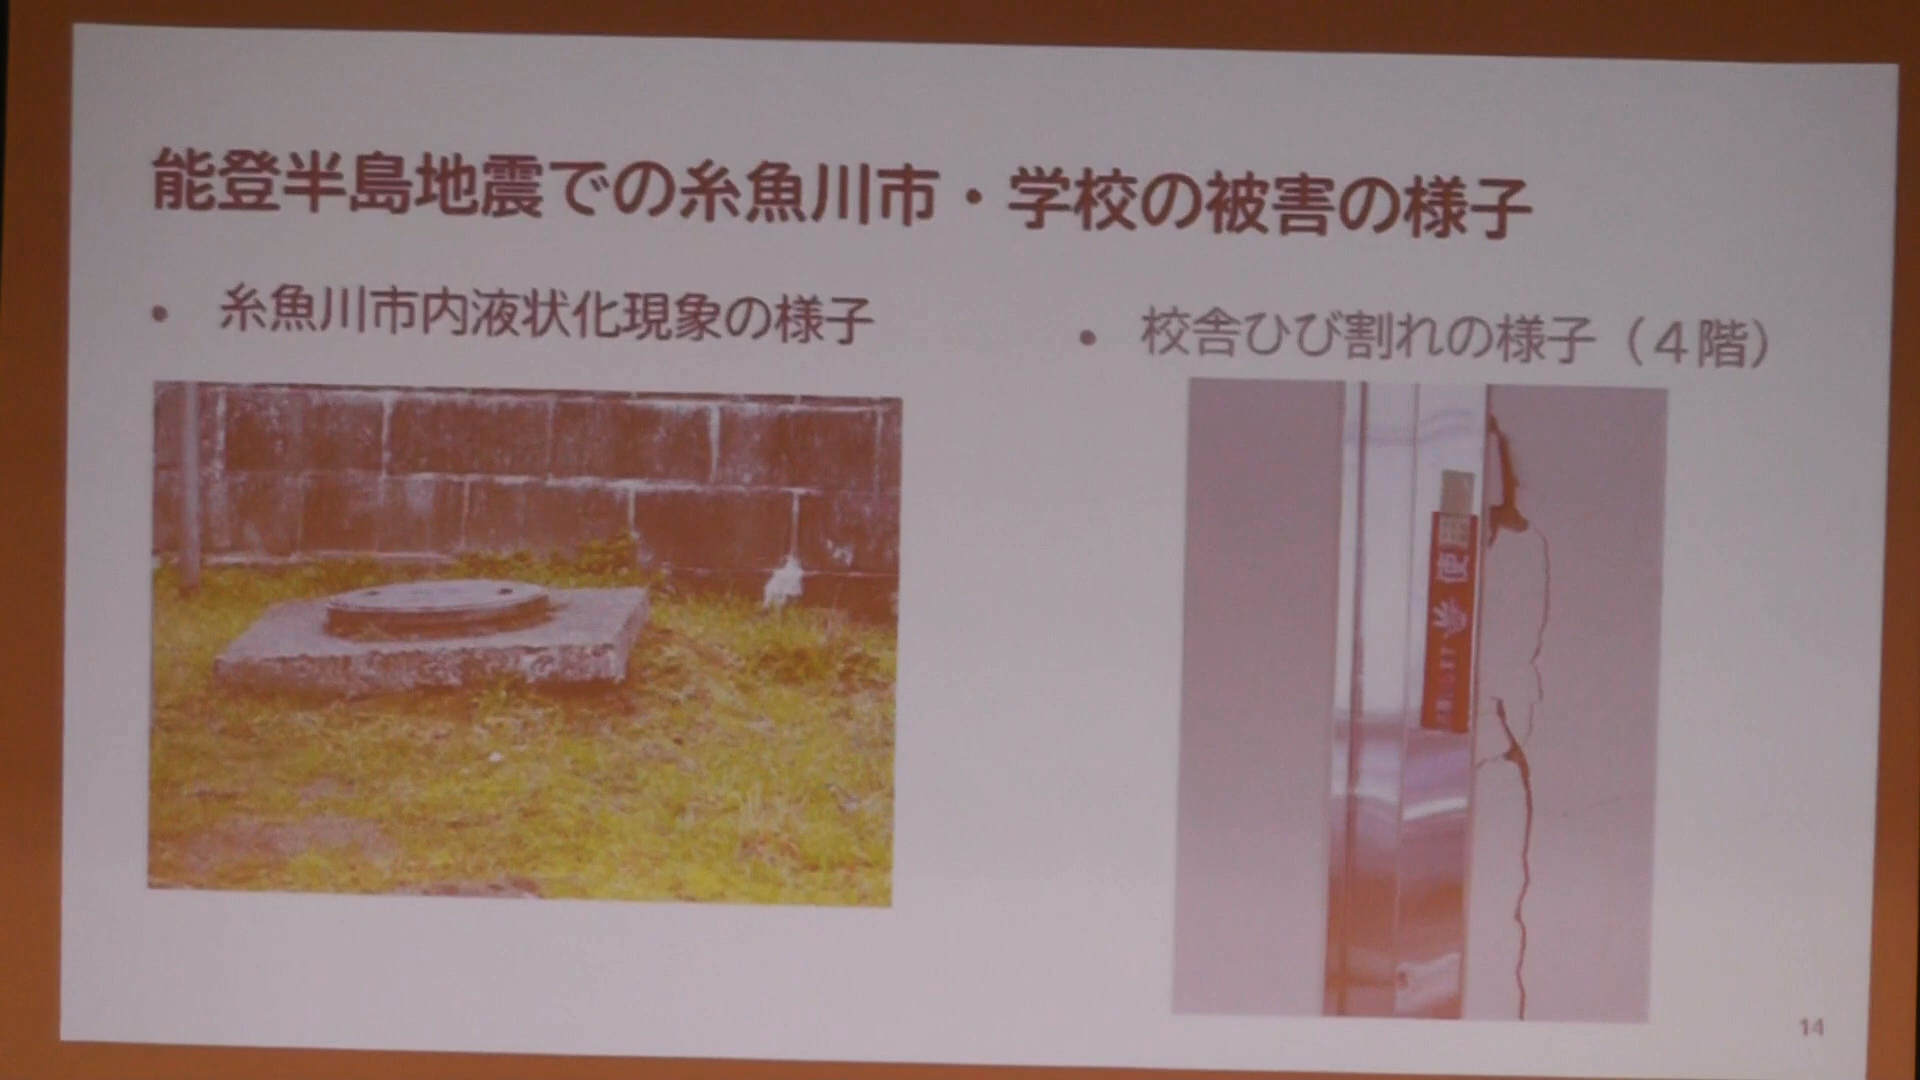 能登半島地震での糸魚川市・学校の被害の様子
• 糸魚川市内液状化現象の様子
• 校舎ひび割れの様子（４階）
使用
14